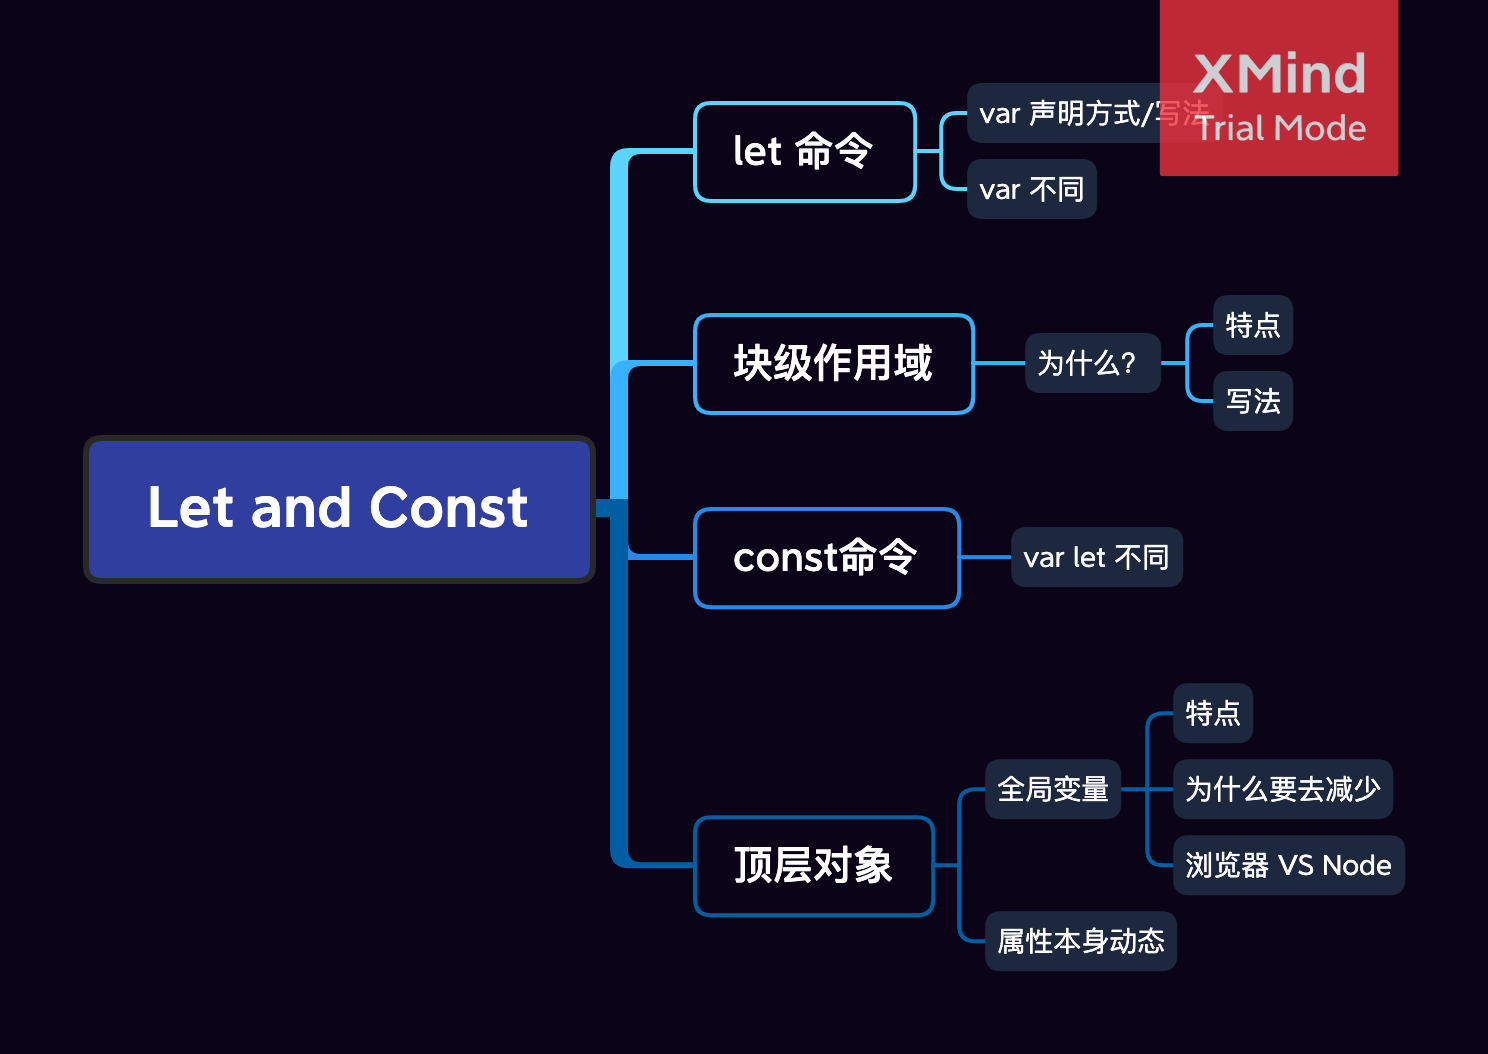 XMind
Trial Mode
var 声明方式/写法
let 命令
var 不同
特点
块级作用域
为什么?
写法
Let and Const
const命令
var let 不同
特点
全局变量
为什么要去减少
顶层对象
浏览器 VS Node
属性本身动态